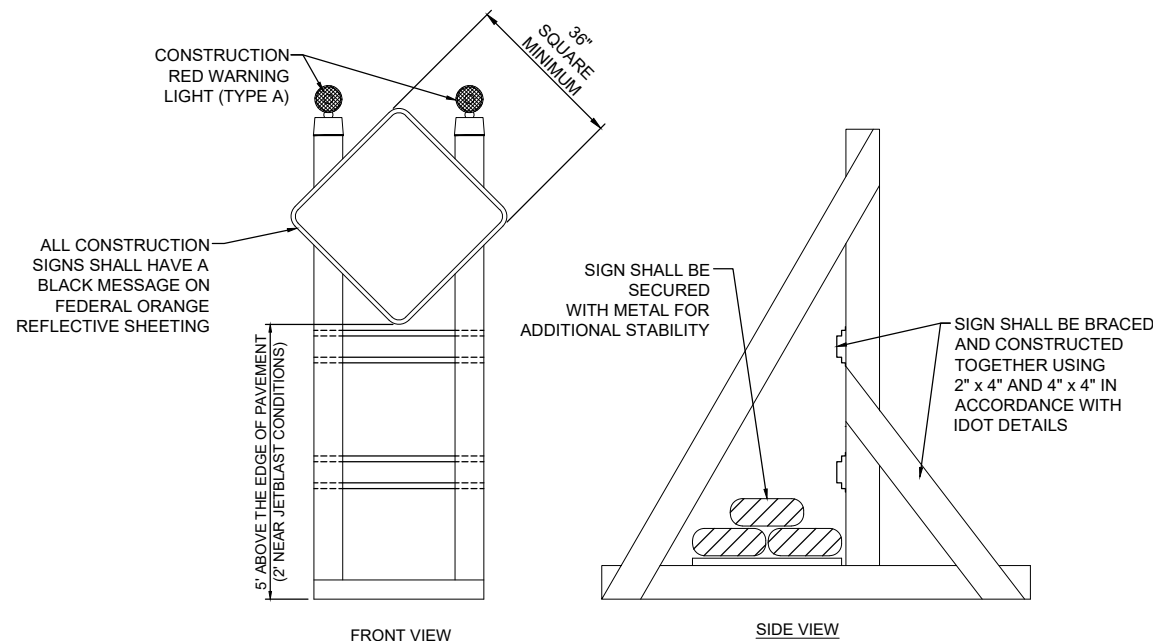 CONSTRUCTION
RED WARNING
LIGHT (TYPE A)
36"
SQUARE
MINIMUM
ALL CONSTRUCTION
SIGNS SHALL HAVE A
BLACK MESSAGE ON
FEDERAL ORANGE
REFLECTIVE SHEETING
5' ABOVE THE EDGE OF PAVEMENT
(2' NEAR JETBLAST CONDITIONS)
FRONT VIEW
SIGN SHALL BE
SECURED
WITH METAL FOR
ADDITIONAL STABILITY
SIGN SHALL BE BRACED
AND CONSTRUCTED
TOGETHER USING
2" x 4" AND 4" x 4" IN
ACCORDANCE WITH
IDOT DETAILS
SIDE VIEW